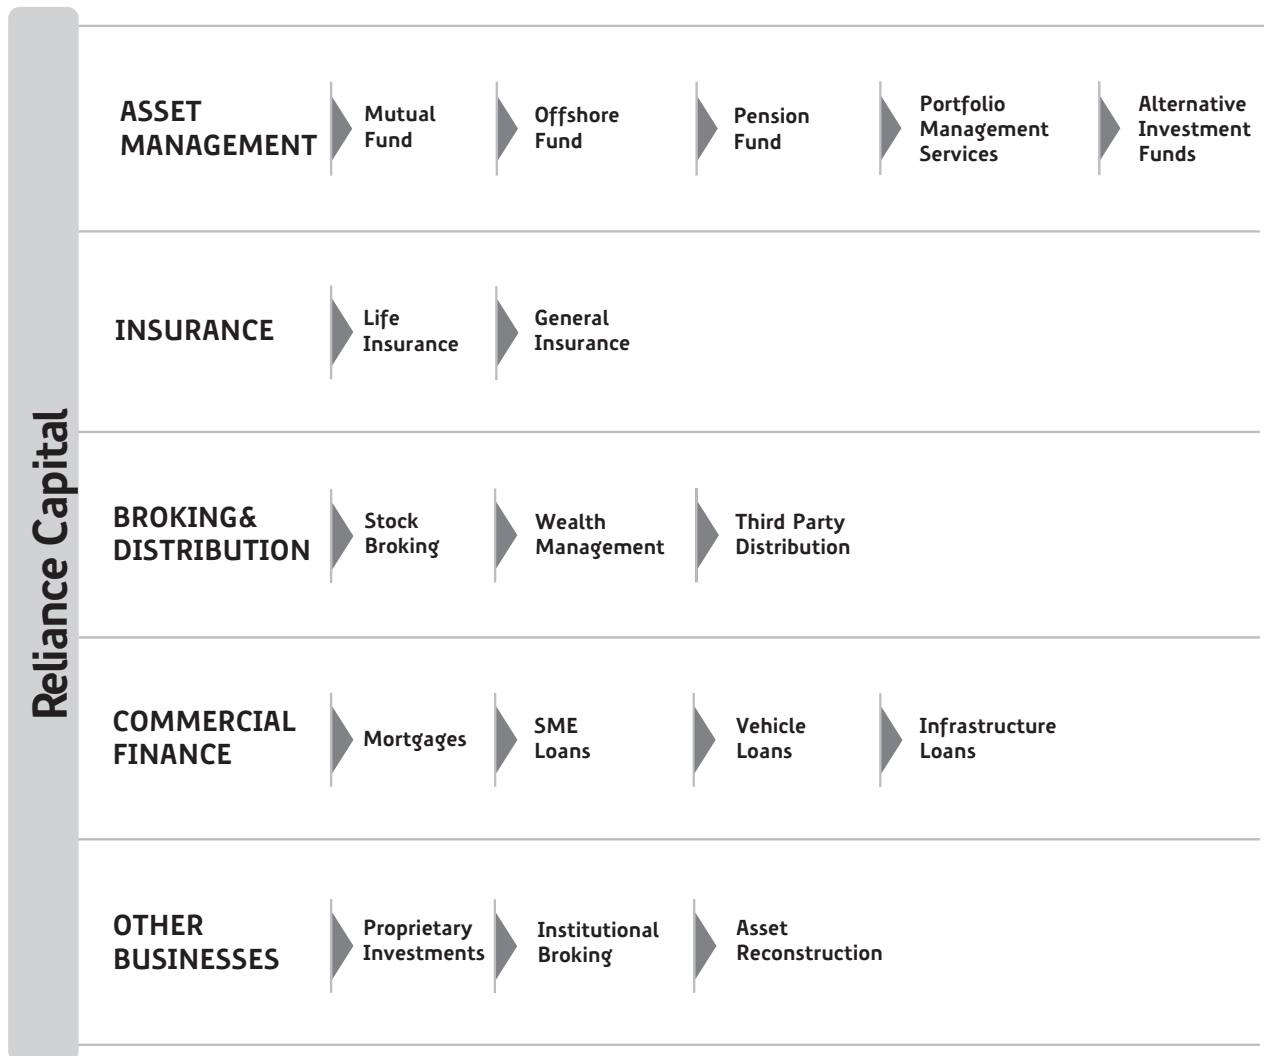 Reliance Capital
ASSET
MANAGEMENT
Mutual
Fund
Offshore
Fund
Pension
Fund
Portfolio
Management
Services
Alternative
Investment
Funds
INSURANCE
Life
Insurance
General
Insurance
BROKING&
DISTRIBUTION
Stock
Broking
Wealth
Management
Third Party
Distribution
COMMERCIAL
FINANCE
Mortgages
SME
Loans
Vehicle
Loans
Infrastructure
Loans
OTHER
BUSINESSES
Proprietary
Investments
Institutional
Broking
Asset
Reconstruction